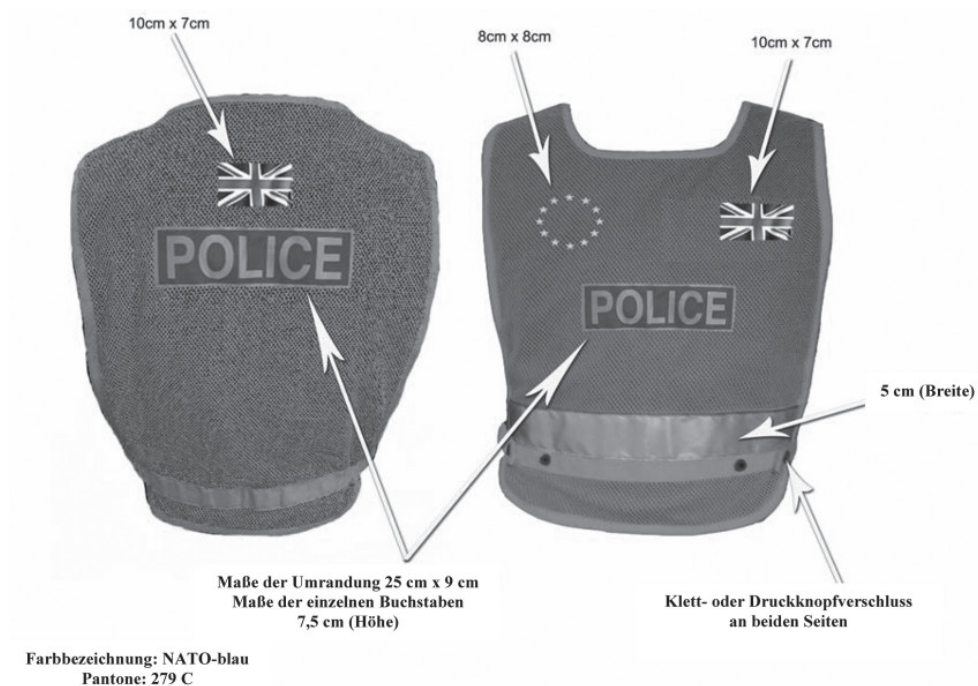 10cm x 7cm
8cm x 8cm
10cm x 7cm
POLICE
POLICE
5 cm (Breite)
Maße der Umrandung 25 cm x 9 cm
Maße der einzelnen Buchstaben
7,5 cm (Höhe)
Klett- oder Druckknopfverschluss
an beiden Seiten
Farbbezeichnung: NATO-blau
Pantone: 279 C